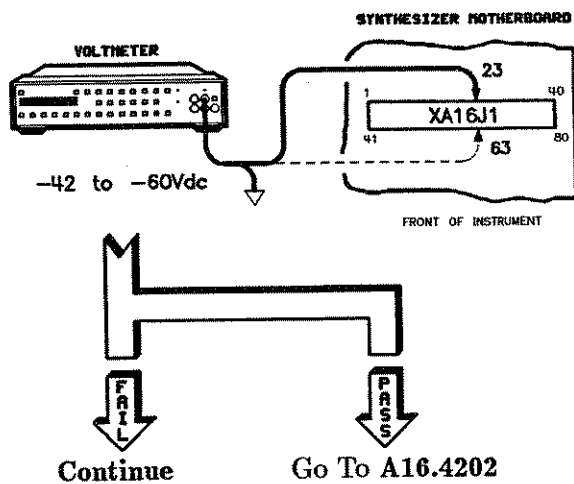 SYNTHESIZER MOTHERBOARD
VOLTMETER
23
1
40
XA16J1
41
63
80
-42 to -60Vdc
FRONT OF INSTRUMENT
FAIL
PASS
Continue
Go To A16.4202